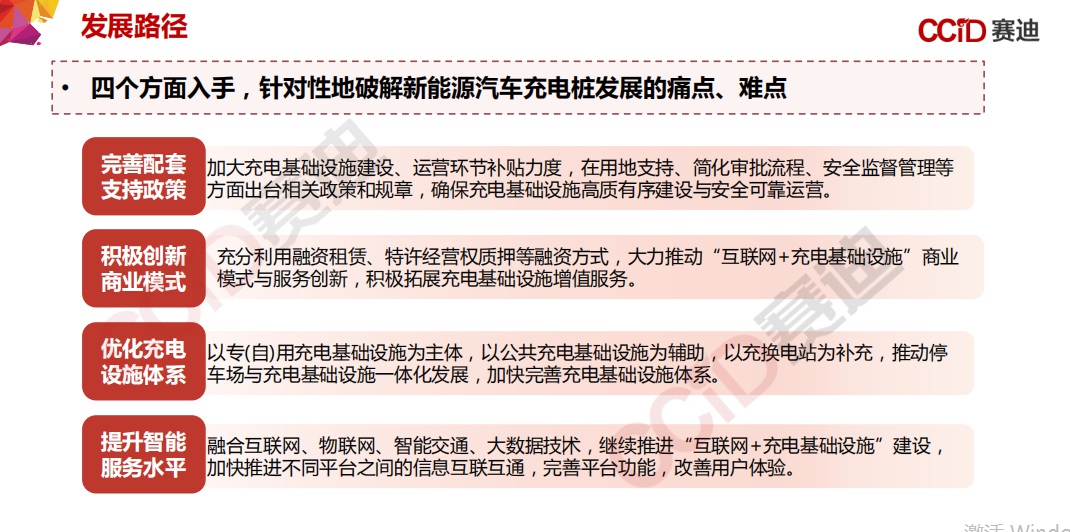 发展路径
CCiD 赛迪
• 四个方面入手，针对性地破解新能源汽车充电桩发展的痛点、难点
完善配套
支持政策
加大充电基础设施建设、运营环节补贴力度，在用地支持、简化审批流程、安全监督管理等
方面出台相关政策和规章，确保充电基础设施高质有序建设与安全可靠运营。
积极创新
商业模式
充分利用融资租赁、特许经营权质押等融资方式，大力推动“互联网+充电基础设施”商业
模式与服务创新，积极拓展充电基础设施增值服务。
优化充电
设施体系
以专(自)用充电基础设施为主体，以公共充电基础设施为辅助，以充换电站为补充，推动停
车场与充电基础设施一体化发展，加快完善充电基础设施体系。
提升智能
服务水平
融合互联网、物联网、智能交通、大数据技术，继续推进“互联网+充电基础设施”建设，
加快推进不同平台之间的信息互联互通，完善平台功能，改善用户体验。
CCiD赛迪
CCiD赛迪
激活 Windo